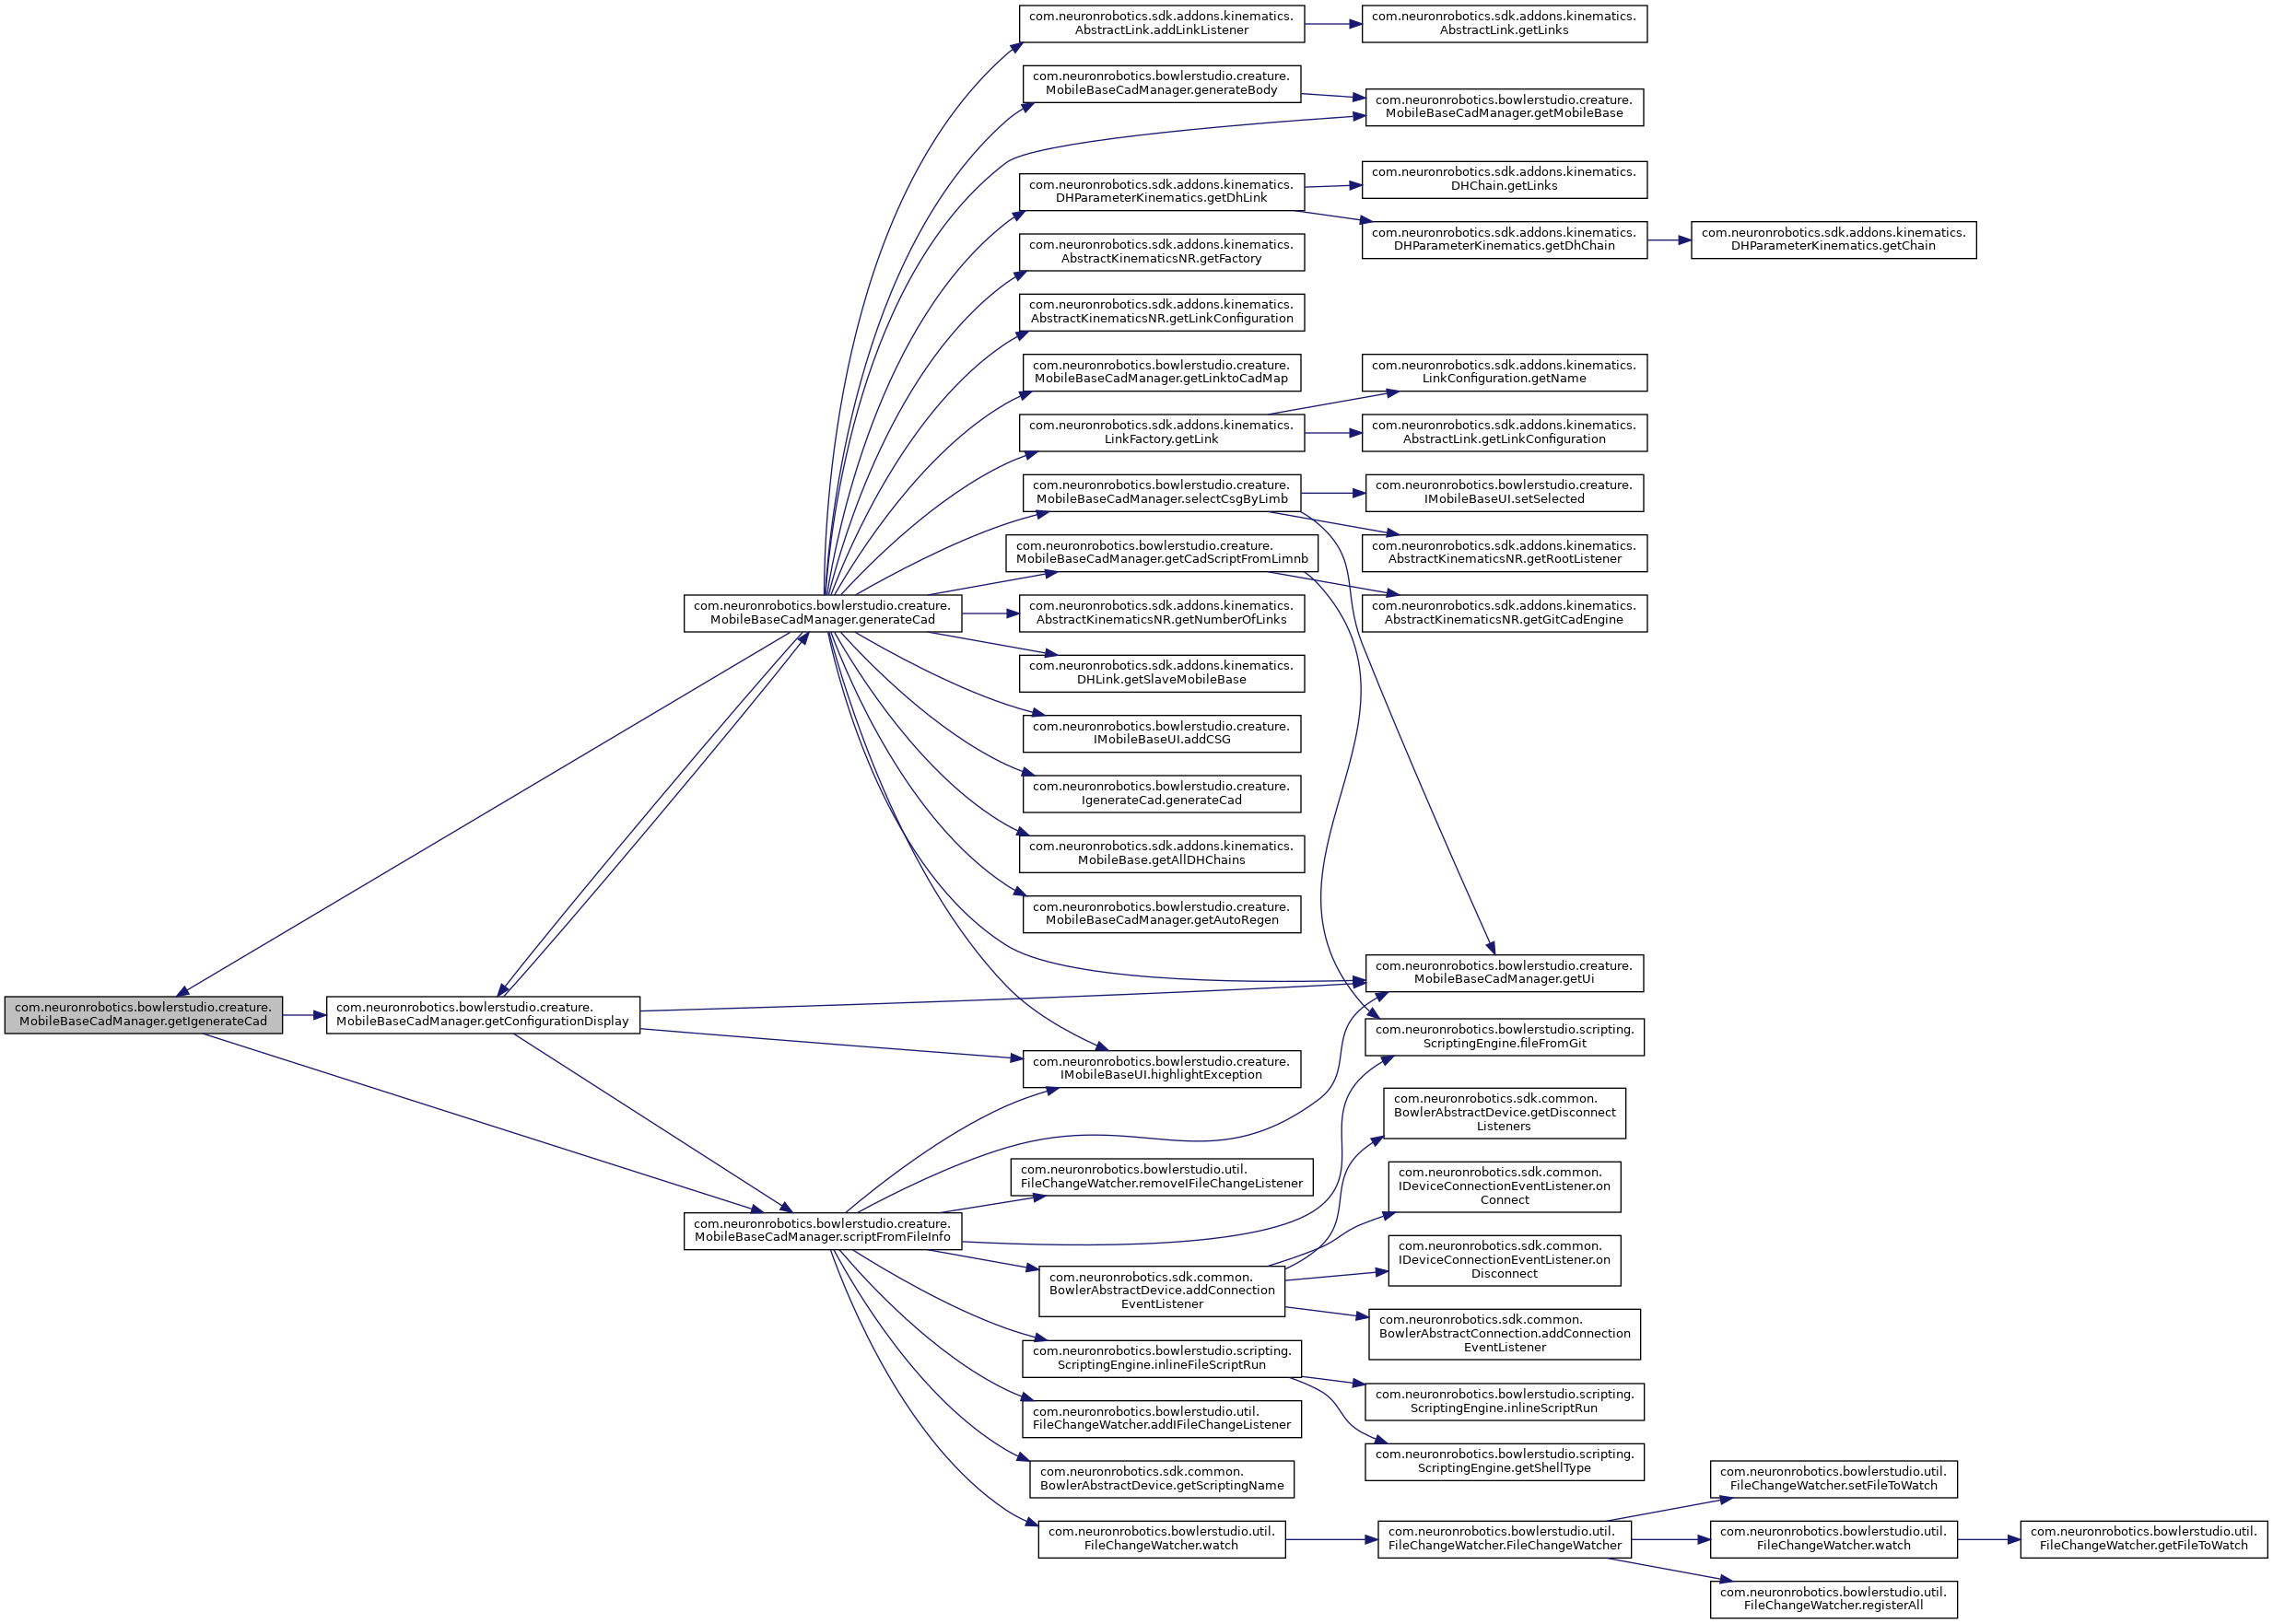 com.neuronrobotics.sdk.addons.kinematics.
AbstractLink.addLinkListener
com.neuronrobotics.sdk.addons.kinematics.
AbstractLink.getLinks
com.neuronrobotics.bowlerstudio.creature.
MobileBaseCadManager.generateBody
com.neuronrobotics.bowlerstudio.creature.
MobileBaseCadManager.getMobileBase
com.neuronrobotics.sdk.addons.kinematics.
DHParameterKinematics.getDhLink
com.neuronrobotics.sdk.addons.kinematics.
DHChain.getLinks
com.neuronrobotics.sdk.addons.kinematics.
DHParameterKinematics.getDhChain
com.neuronrobotics.sdk.addons.kinematics.
DHParameterKinematics.getChain
com.neuronrobotics.sdk.addons.kinematics.
AbstractKinematicsNR.getFactory
com.neuronrobotics.sdk.addons.kinematics.
AbstractKinematicsNR.getLinkConfiguration
com.neuronrobotics.bowlerstudio.creature.
MobileBaseCadManager.getLinktoCadMap
com.neuronrobotics.sdk.addons.kinematics.
LinkConfiguration.getName
com.neuronrobotics.sdk.addons.kinematics.
LinkFactory.getLink
com.neuronrobotics.sdk.addons.kinematics.
AbstractLink.getLinkConfiguration
com.neuronrobotics.bowlerstudio.creature.
MobileBaseCadManager.selectCsgByLimb
com.neuronrobotics.bowlerstudio.creature.
IMobileBaseUI.setSelected
com.neuronrobotics.bowlerstudio.creature.
MobileBaseCadManager.getCadScriptFromLimnb
com.neuronrobotics.sdk.addons.kinematics.
AbstractKinematicsNR.getRootListener
com.neuronrobotics.bowlerstudio.creature.
MobileBaseCadManager.generateCad
com.neuronrobotics.sdk.addons.kinematics.
AbstractKinematicsNR.getNumberOfLinks
com.neuronrobotics.sdk.addons.kinematics.
AbstractKinematicsNR.getGitCadEngine
com.neuronrobotics.sdk.addons.kinematics.
DHLink.getSlaveMobileBase
com.neuronrobotics.bowlerstudio.creature.
IMobileBaseUI.addCSG
com.neuronrobotics.bowlerstudio.creature.
IgenerateCad.generateCad
com.neuronrobotics.sdk.addons.kinematics.
MobileBase.getAllDHChains
com.neuronrobotics.bowlerstudio.creature.
MobileBaseCadManager.getAutoRegen
com.neuronrobotics.bowlerstudio.creature.
MobileBaseCadManager.getUi
com.neuronrobotics.bowlerstudio.creature.
MobileBaseCadManager.getIgenerateCad
com.neuronrobotics.bowlerstudio.creature.
MobileBaseCadManager.getConfigurationDisplay
com.neuronrobotics.bowlerstudio.scripting.
ScriptingEngine.fileFromGit
com.neuronrobotics.bowlerstudio.creature.
IMobileBaseUI.highlightException
com.neuronrobotics.sdk.common.
BowlerAbstractDevice.getDisconnect
Listeners
com.neuronrobotics.bowlerstudio.util.
FileChangeWatcher.removeIFileChangeListener
com.neuronrobotics.sdk.common.
IDeviceConnectionEventListener.on
Connect
com.neuronrobotics.bowlerstudio.creature.
MobileBaseCadManager.scriptFromFileInfo
com.neuronrobotics.sdk.common.
IDeviceConnectionEventListener.on
Disconnect
com.neuronrobotics.sdk.common.
BowlerAbstractDevice.addConnection
EventListener
com.neuronrobotics.sdk.common.
BowlerAbstractConnection.addConnection
EventListener
com.neuronrobotics.bowlerstudio.scripting.
ScriptingEngine.inlineFileScriptRun
com.neuronrobotics.bowlerstudio.scripting.
ScriptingEngine.inlineScriptRun
com.neuronrobotics.bowlerstudio.util.
FileChangeWatcher.addIFileChangeListener
com.neuronrobotics.bowlerstudio.scripting.
ScriptingEngine.getShellType
com.neuronrobotics.sdk.common.
BowlerAbstractDevice.getScriptingName
com.neuronrobotics.bowlerstudio.util.
FileChangeWatcher.setFileToWatch
com.neuronrobotics.bowlerstudio.util.
FileChangeWatcher.watch
com.neuronrobotics.bowlerstudio.util.
FileChangeWatcher.FileChangeWatcher
com.neuronrobotics.bowlerstudio.util.
FileChangeWatcher.watch
com.neuronrobotics.bowlerstudio.util.
FileChangeWatcher.getFileToWatch
com.neuronrobotics.bowlerstudio.util.
FileChangeWatcher.registerAll